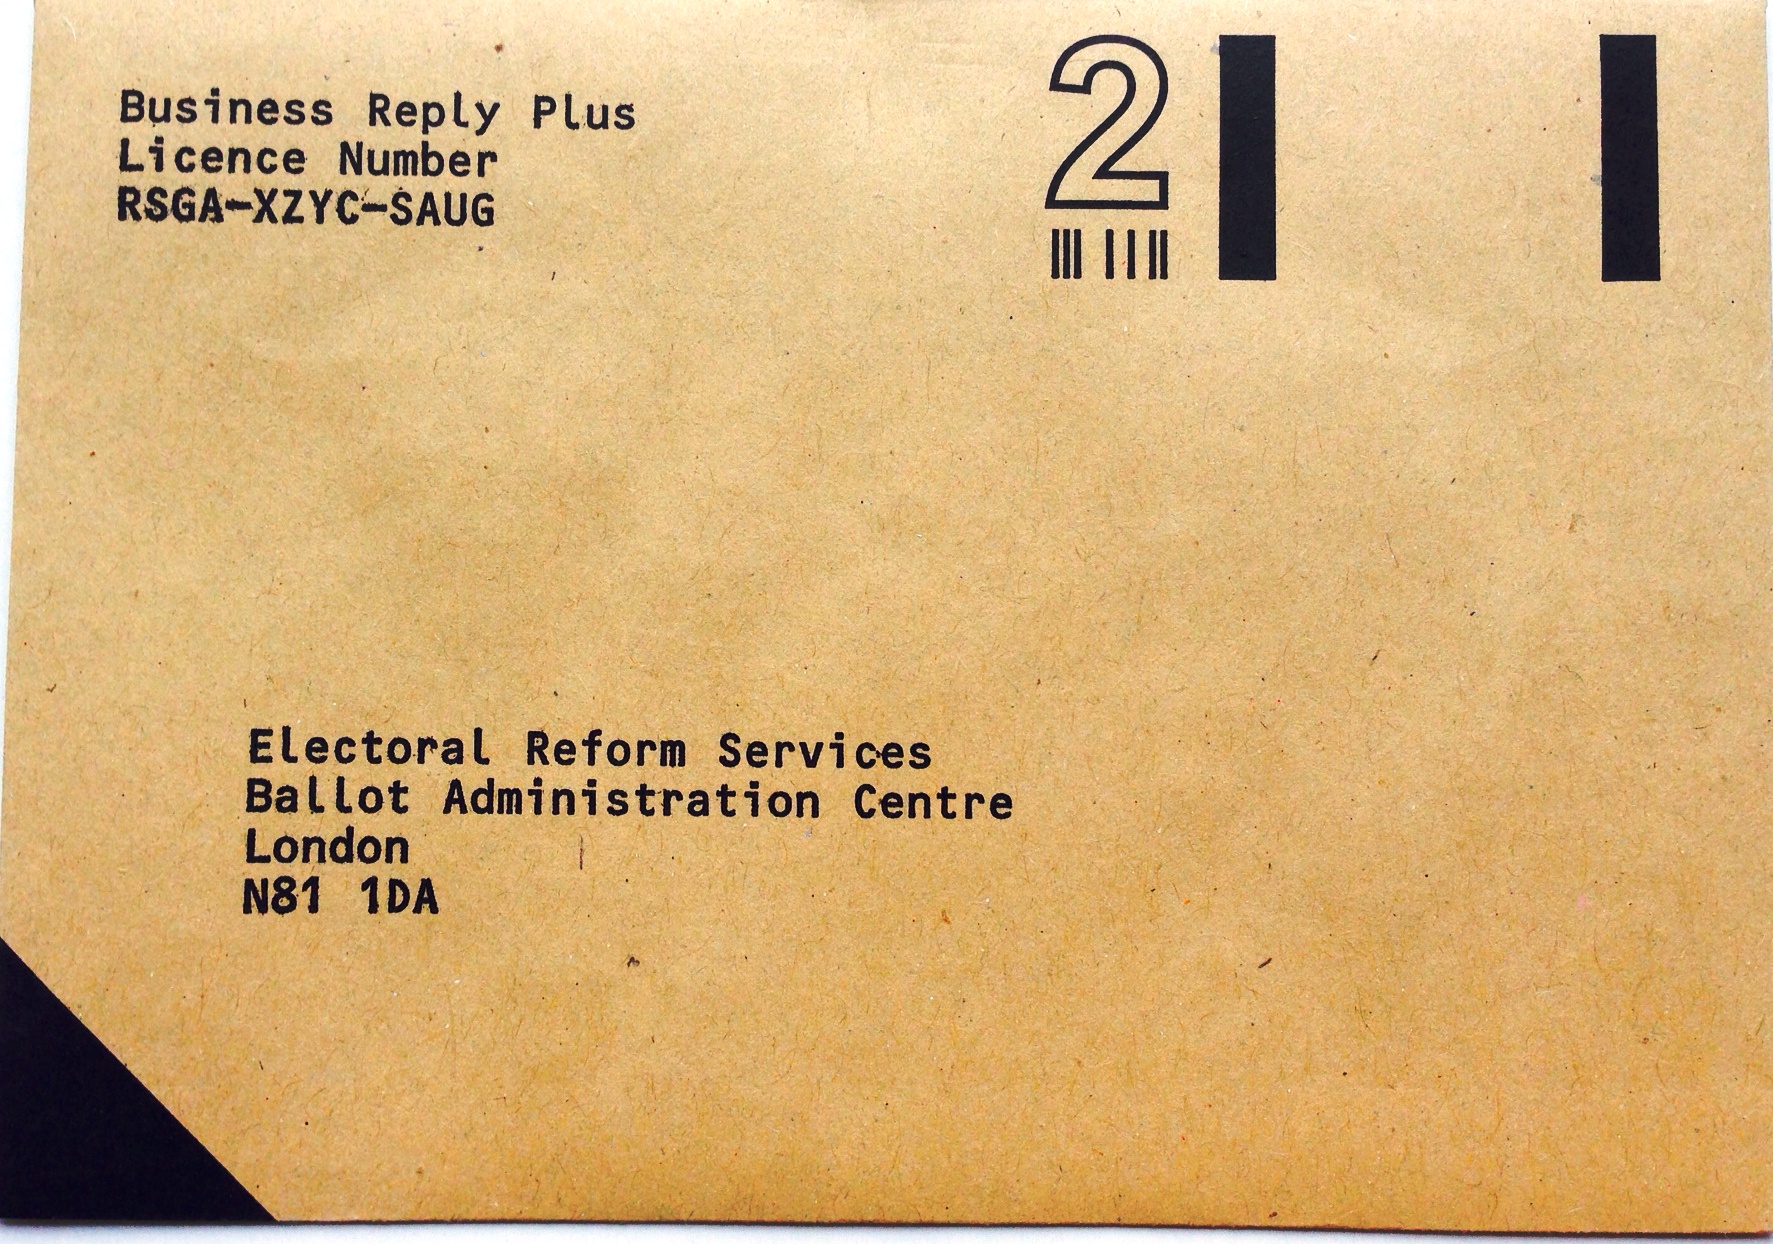 Business Reply Plus
Licence Number
RSGA-XZYC-SAUG
2
Electoral Reform Services
Ballot Administration Centre
London
N81 1DA